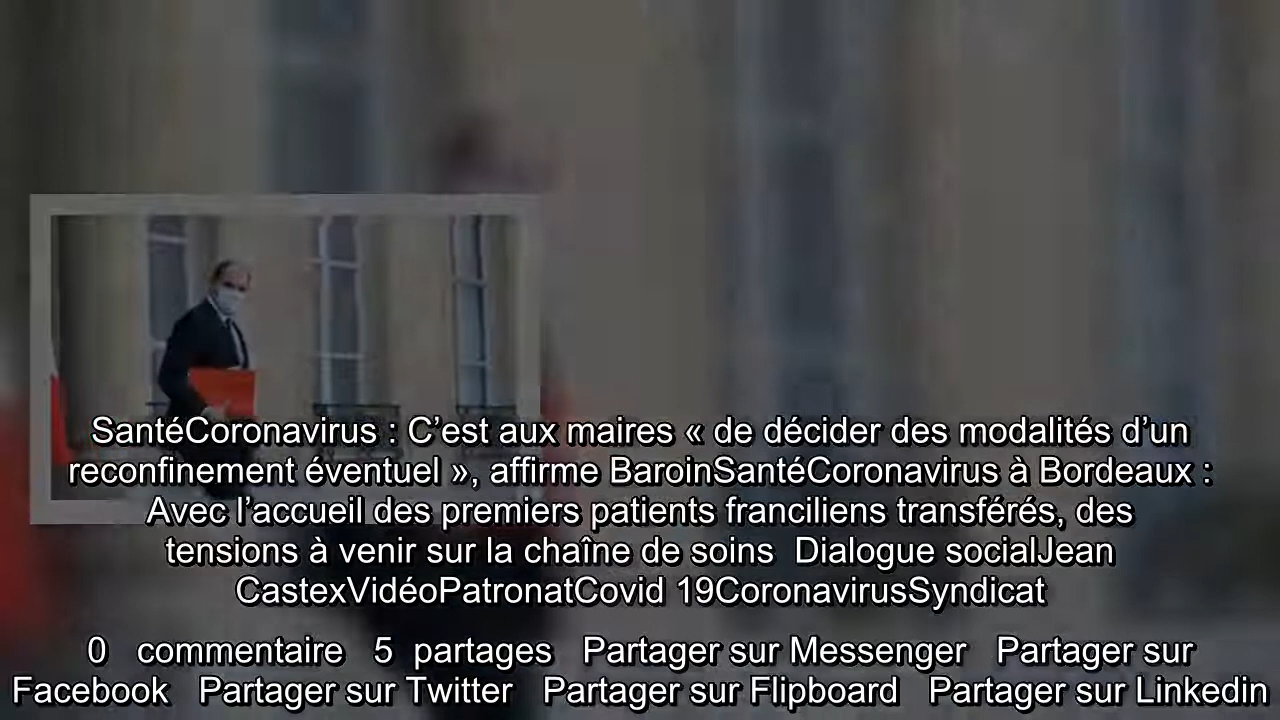 SantéCoronavirus : C’est aux maires « de décider des modalités d’un
reconfinement éventuel », affirme BaroinSantéCoronavirus à Bordeaux :
Avec l’accueil des premiers patients franciliens transférés, des
tensions à venir sur la chaîne de soins  Dialogue socialJean
CastexVidéoPatronatCovid 19CoronavirusSyndicat
0   commentaire   5  partages   Partager sur Messenger   Partager sur
Facebook   Partager sur Twitter   Partager sur Flipboard   Partager sur Linkedin